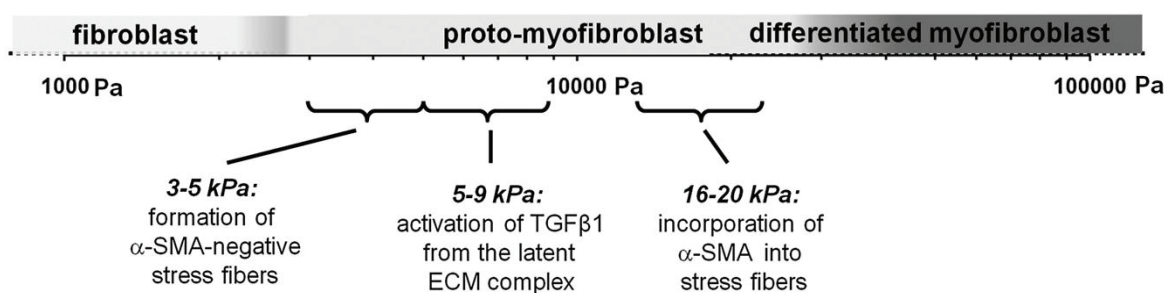 fibroblast proto-myofibroblast differentiated myofibroblast
1000 Pa 10000 Pa 100000 Pa
3-5 kPa:
formation of
α-SMA-negative
stress fibers
5-9 kPa:
activation of TGFβ1
from the latent
ECM complex
16-20 kPa:
incorporation of
α-SMA into
stress fibers